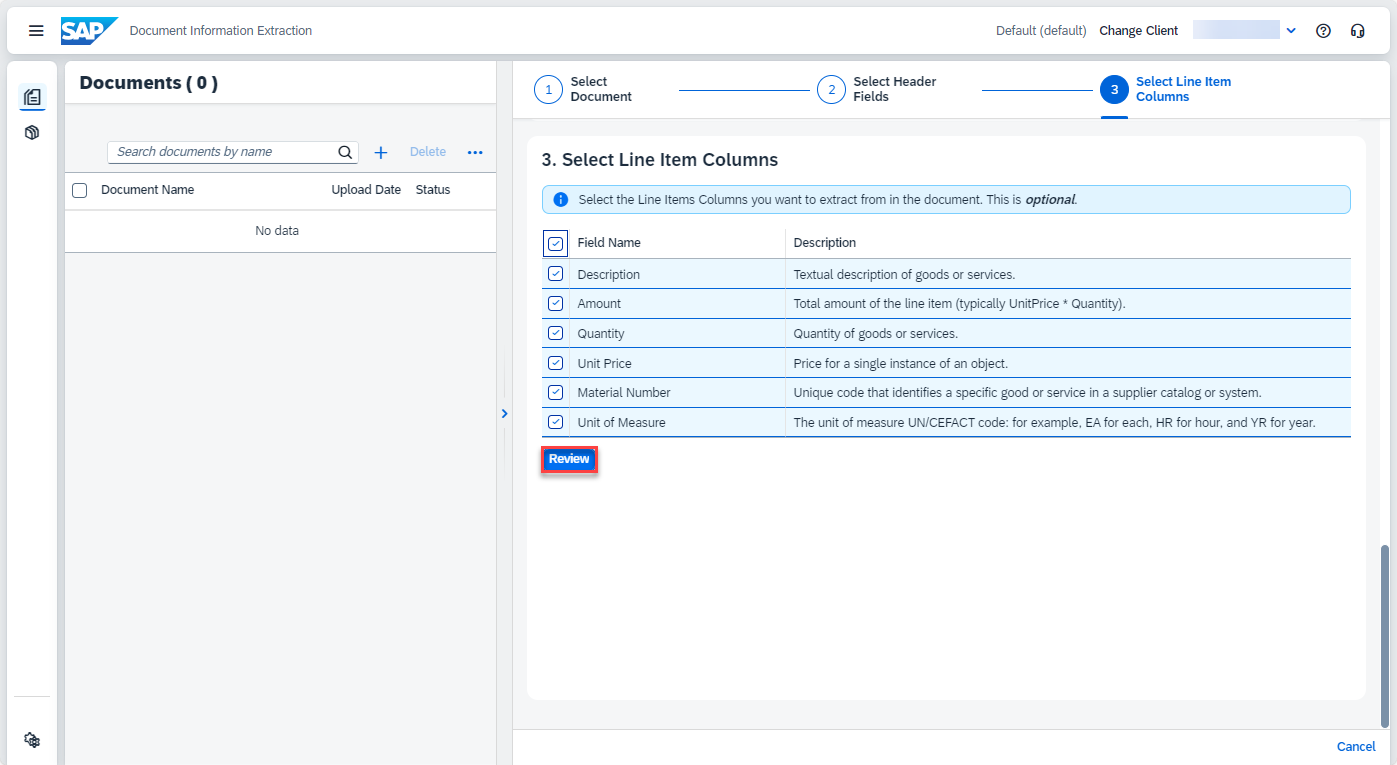 SAP Document Information Extraction Default (default) Change Client
Documents ( 0 )
Search documents by name Delete
Document Name Upload Date Status
No data
1 Select Document
2 Select Header Fields
3 Select Line Item Columns
3. Select Line Item Columns
Select the Line Items Columns you want to extract from in the document. This is optional.
Field Name Description
Description Textual description of goods or services.
Amount Total amount of the line item (typically UnitPrice * Quantity).
Quantity Quantity of goods or services.
Unit Price Price for a single instance of an object.
Material Number Unique code that identifies a specific good or service in a supplier catalog or system.
Unit of Measure The unit of measure UN/CEFACT code: for example, EA for each, HR for hour, and YR for year.
Review
Cancel